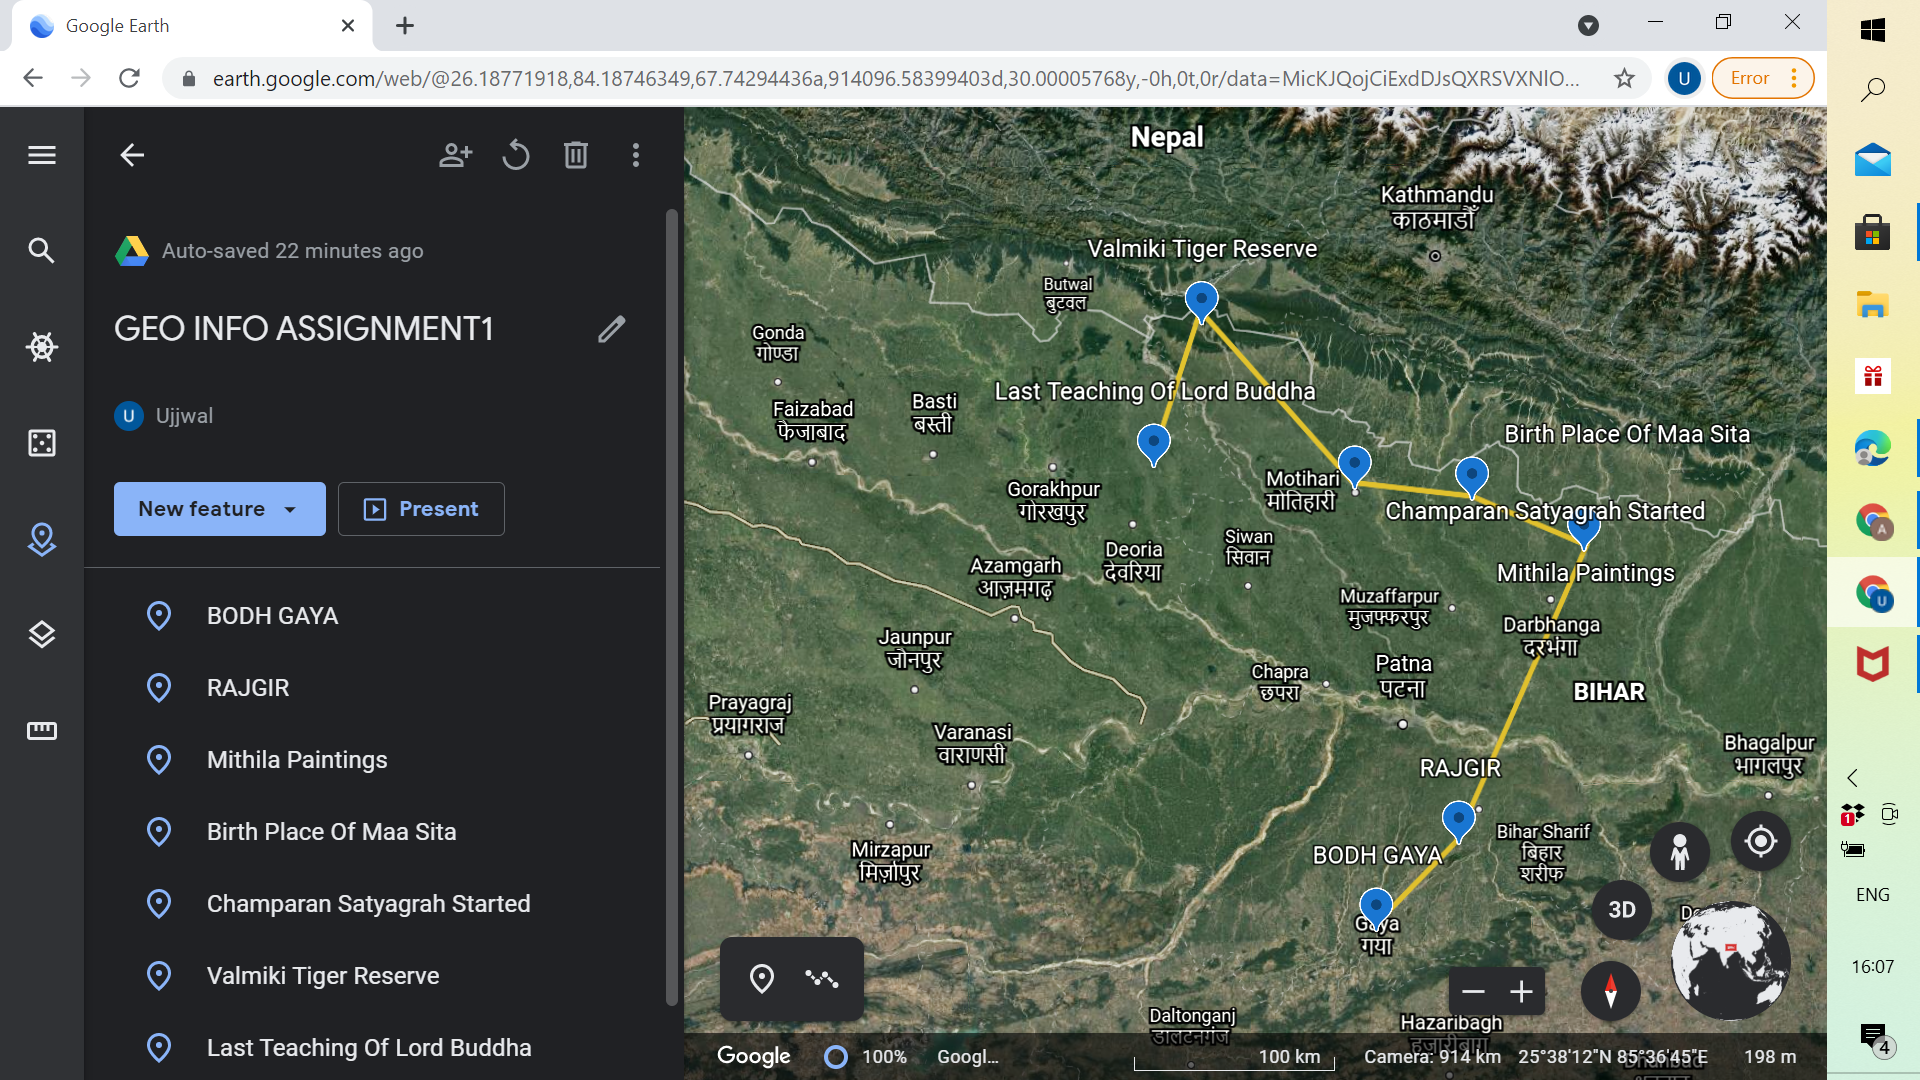 Google Earth
earth.google.com/web/@26.18771918,84.18746349,67.74294436a,914096.58399403d,30.00005768y,-0h,0t,0r/data=MicKJQojCiExdDJsQXRSVXNlO...
U
Error
Auto-saved 22 minutes ago
GEO INFO ASSIGNMENT1
U
Ujjwal
New feature
Present
BODH GAYA
RAJGIR
Mithila Paintings
Birth Place Of Maa Sita
Champaran Satyagrah Started
Valmiki Tiger Reserve
Last Teaching Of Lord Buddha
Nepal
Kathmandu
काठमाडौँ
Valmiki Tiger Reserve
Butwal
बुटवल
Gonda
गोण्डा
Last Teaching Of Lord Buddha
Basti
बस्ती
Faizabad
फैजाबाद
Birth Place Of Maa Sita
Motihari
मोतिहारी
Gorakhpur
गोरखपुर
Champaran Satyagrah Started
Siwan
सिवान
Deoria
देवरिया
Azamgarh
आज़मगढ़
Mithila Paintings
Muzaffarpur
मुजफ्फरपुर
Darbhanga
दरभंगा
Jaunpur
जौनपुर
Patna
पटना
Chapra
छपरा
BIHAR
Prayagraj
प्रयागराज
Varanasi
वाराणसी
Bhagalpur
भागलपुर
RAJGIR
Bihar Sharif
बिहार
शरीफ
Mirzapur
मिर्ज़ापुर
BODH GAYA
Gaya
गया
3D
Daltonganj
डालटनगंज
Hazaribagh
हजारीबाग
Dhanbad
Google
100%
Googl...
100 km
Camera: 914 km
25°38'12"N 85°36'45"E
198 m
A
U
1
ENG
16:07
4